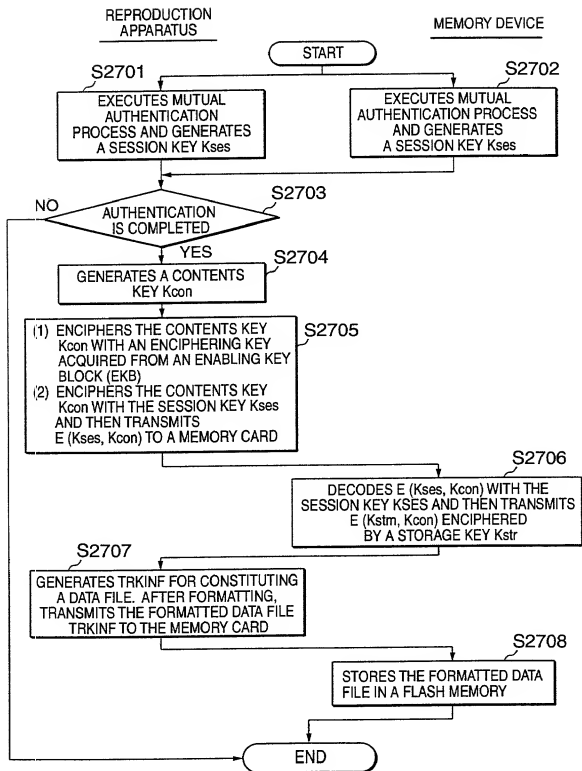 REPRODUCTION
APPARATUS
MEMORY DEVICE
START
S2701
EXECUTES MUTUAL
AUTHENTICATION
PROCESS AND GENERATES
A SESSION KEY Kses
S2702
EXECUTES MUTUAL
AUTHENTICATION PROCESS
AND GENERATES
A SESSION KEY Kses
S2703
NO
AUTHENTICATION
IS COMPLETED
YES
S2704
GENERATES A CONTENTS
KEY Kcon
S2705
(1) ENCIPHERS THE CONTENTS KEY
Kcon WITH AN ENCIPHERING KEY
ACQUIRED FROM AN ENABLING KEY
BLOCK (EKB)
(2) ENCIPHERS THE CONTENTS KEY
Kcon WITH THE SESSION KEY Kses
AND THEN TRANSMITS
E (Kses, Kcon) TO A MEMORY CARD
S2706
DECODES E (Kses, Kcon) WITH THE
SESSION KEY KSES AND THEN TRANSMITS
E (Kstm, Kcon) ENCIPHERED
BY A STORAGE KEY Kstr
S2707
GENERATES TRKINF FOR CONSTITUTING
A DATA FILE. AFTER FORMATTING,
TRANSMITS THE FORMATTED DATA FILE
TRKINF TO THE MEMORY CARD.
S2708
STORES THE FORMATTED DATA
FILE IN A FLASH MEMORY
END